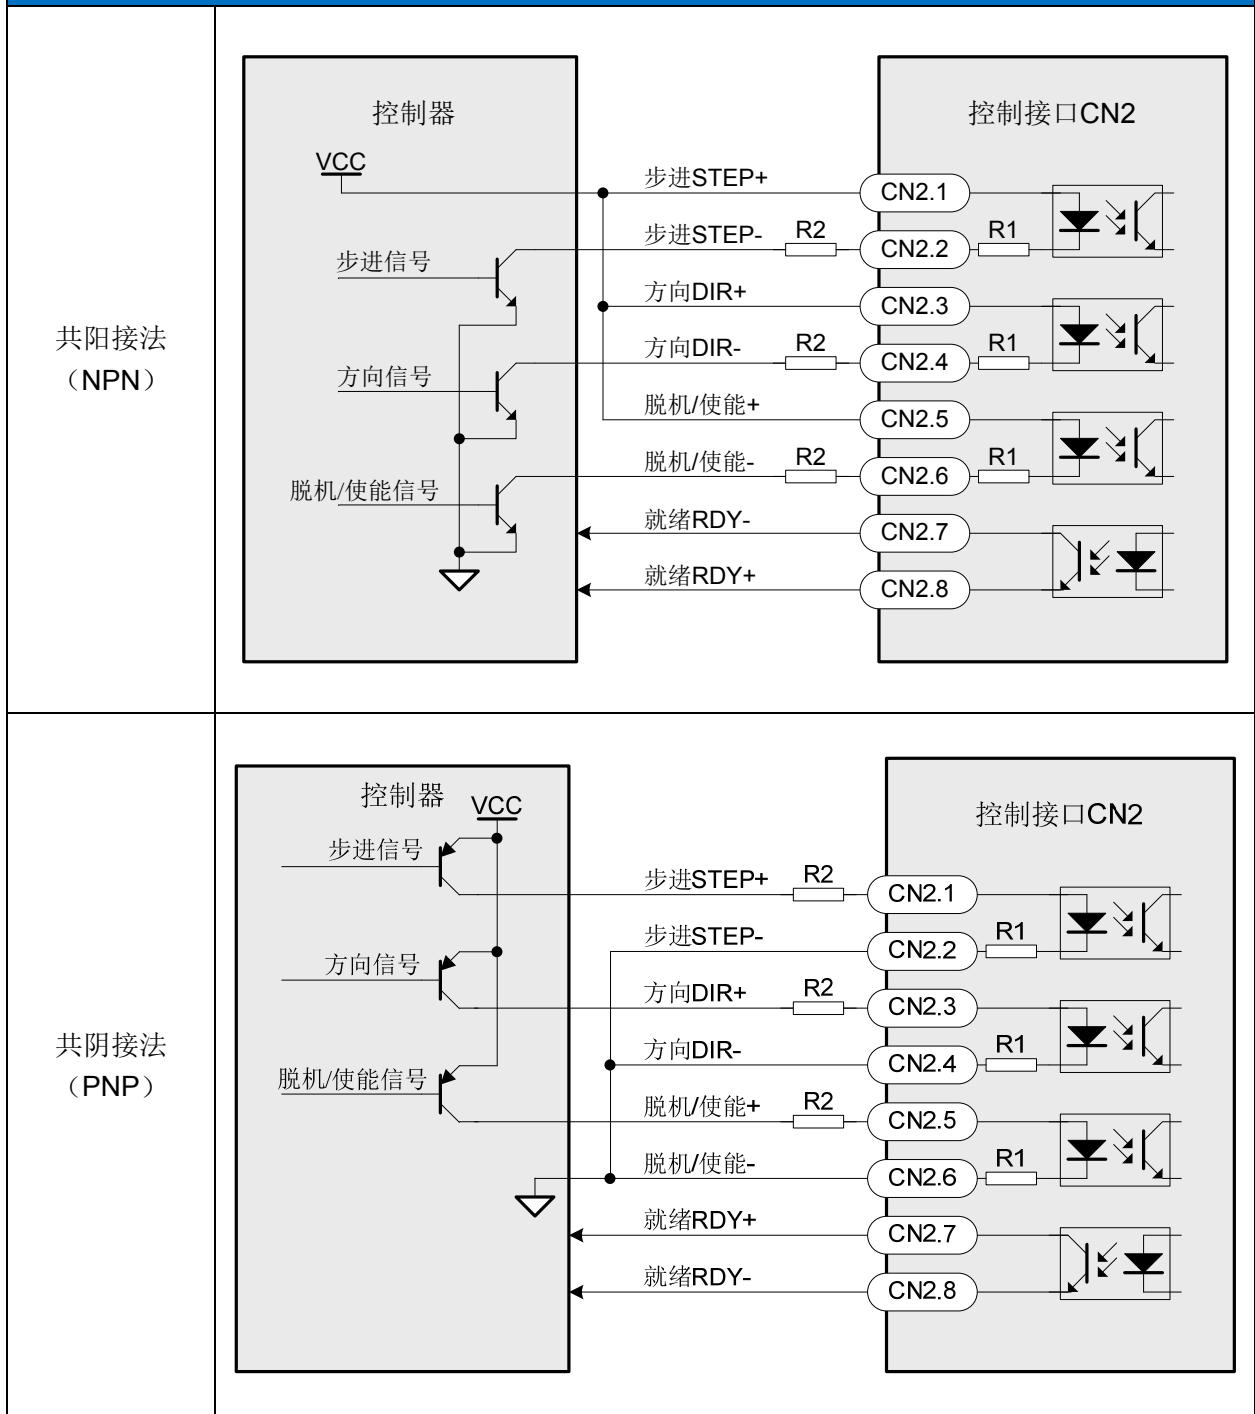 共阳接法
（NPN）
控制器
VCC
步进信号
方向信号
脱机/使能信号
步进STEP+
步进STEP-
R2
方向DIR+
方向DIR-
R2
脱机/使能+
脱机/使能-
R2
就绪RDY-
就绪RDY+
控制接口CN2
CN2.1
CN2.2
R1
CN2.3
CN2.4
R1
CN2.5
CN2.6
R1
CN2.7
CN2.8
共阴接法
（PNP）
控制器
VCC
步进信号
方向信号
脱机/使能信号
步进STEP+
R2
步进STEP-
方向DIR+
R2
方向DIR-
脱机/使能+
R2
脱机/使能-
就绪RDY+
就绪RDY-
控制接口CN2
CN2.1
CN2.2
R1
CN2.3
CN2.4
R1
CN2.5
CN2.6
R1
CN2.7
CN2.8